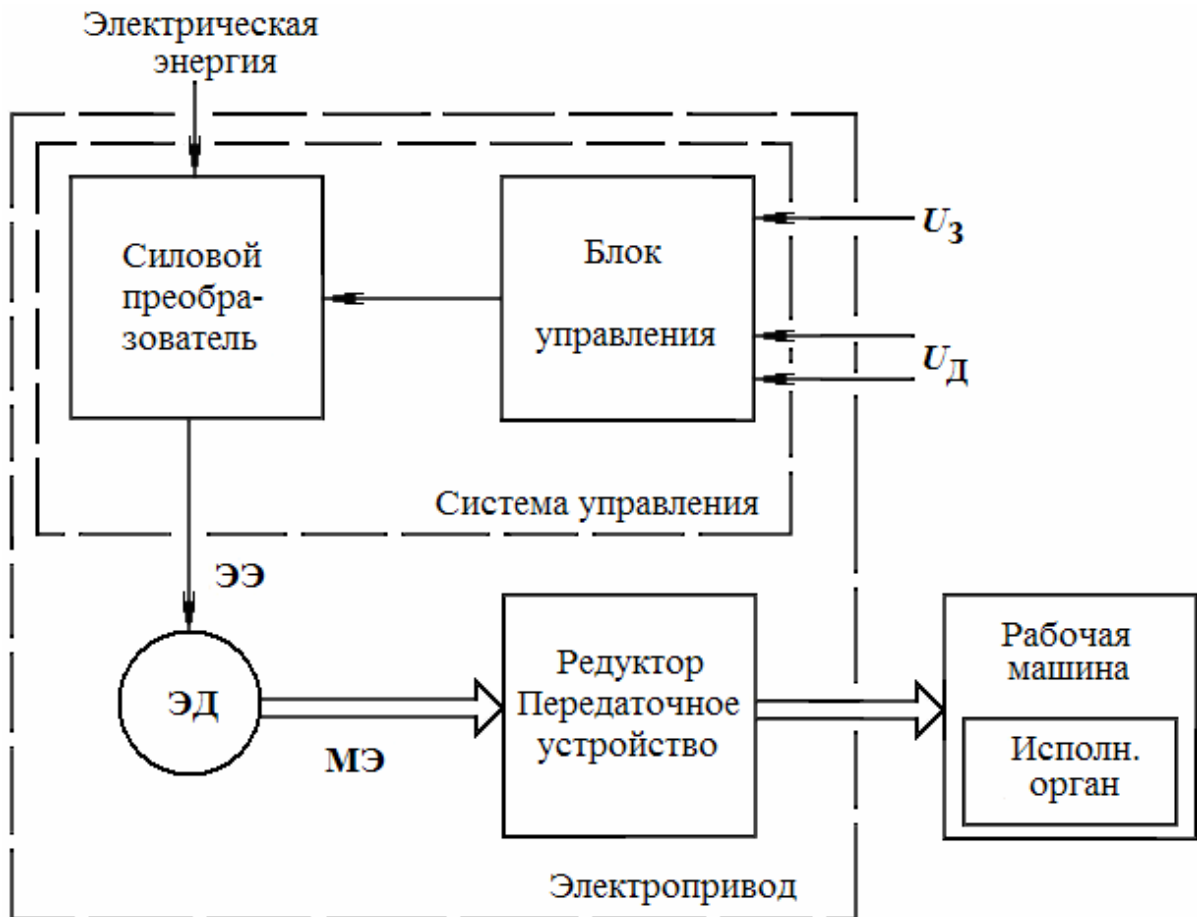 Электрическая
энергия
Силовой
преобра-
зователь
Блок
управления
UЗ
UД
Система управления
ЭЭ
ЭД
МЭ
Редуктор
Передаточное
устройство
Рабочая
машина
Исполн.
орган
Электропривод